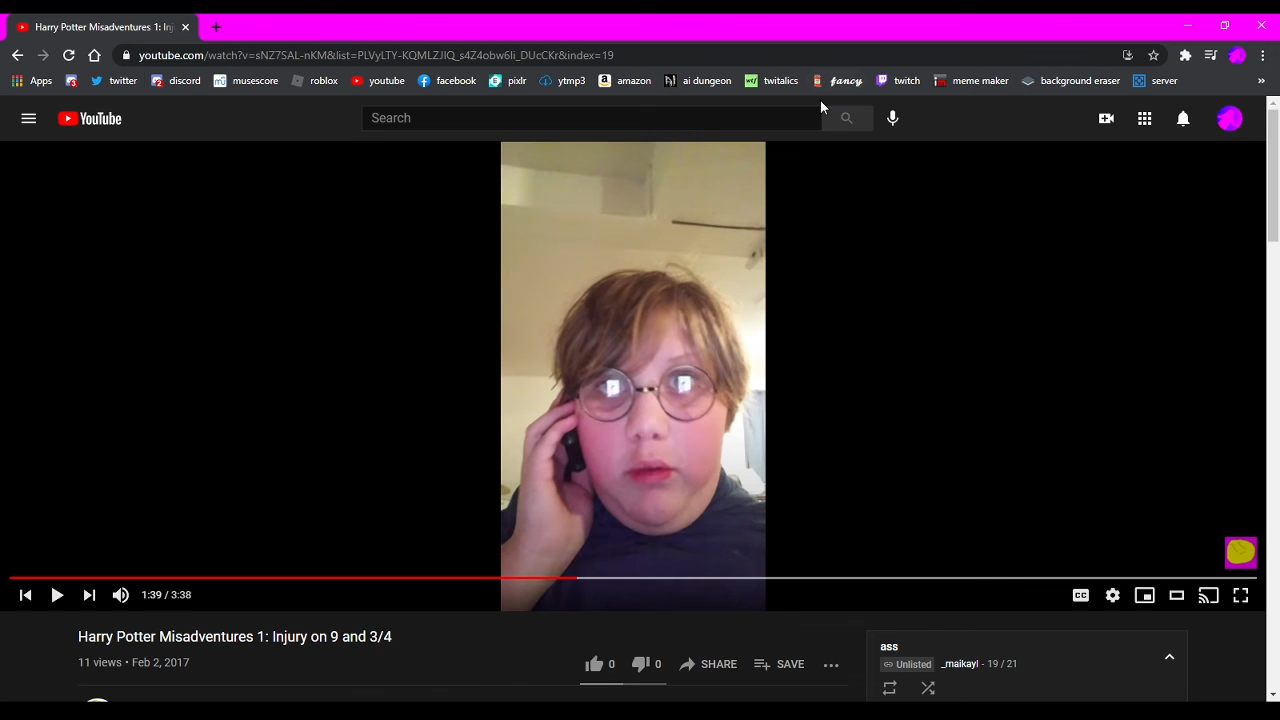 Harry Potter Misadventures 1: Inj
youtube.com/watch?v=sNZ7SAL-nKM&list=PLVyLTY-KQMLZJIQ_s4Z4obw6Ii_DUcCKr&index=19
Apps twitter discord musescore roblox youtube facebook pixlr ytmp3 amazon ai dungeon twitalics fancy twitch meme maker background eraser server »
YouTube Search
1:39 / 3:38 CC
Harry Potter Misadventures 1: Injury on 9 and 3/4
11 views • Feb 2, 2017
0 0 SHARE SAVE
ass
Unlisted _maikayl - 19 / 21